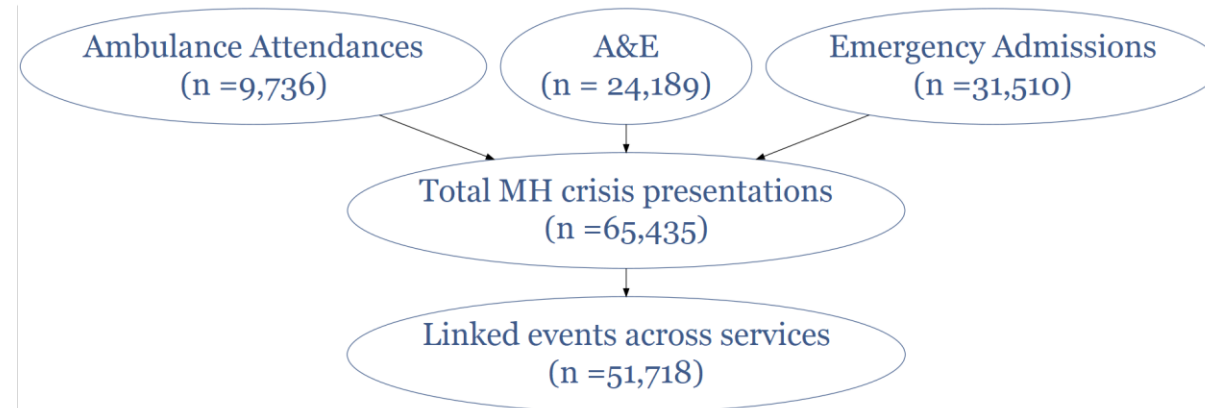 Ambulance Attendances
(n =9,736)
A&E
(n = 24,189)
Emergency Admissions
(n =31,510)
Total MH crisis presentations
(n =65,435)
Linked events across services
(n =51,718)